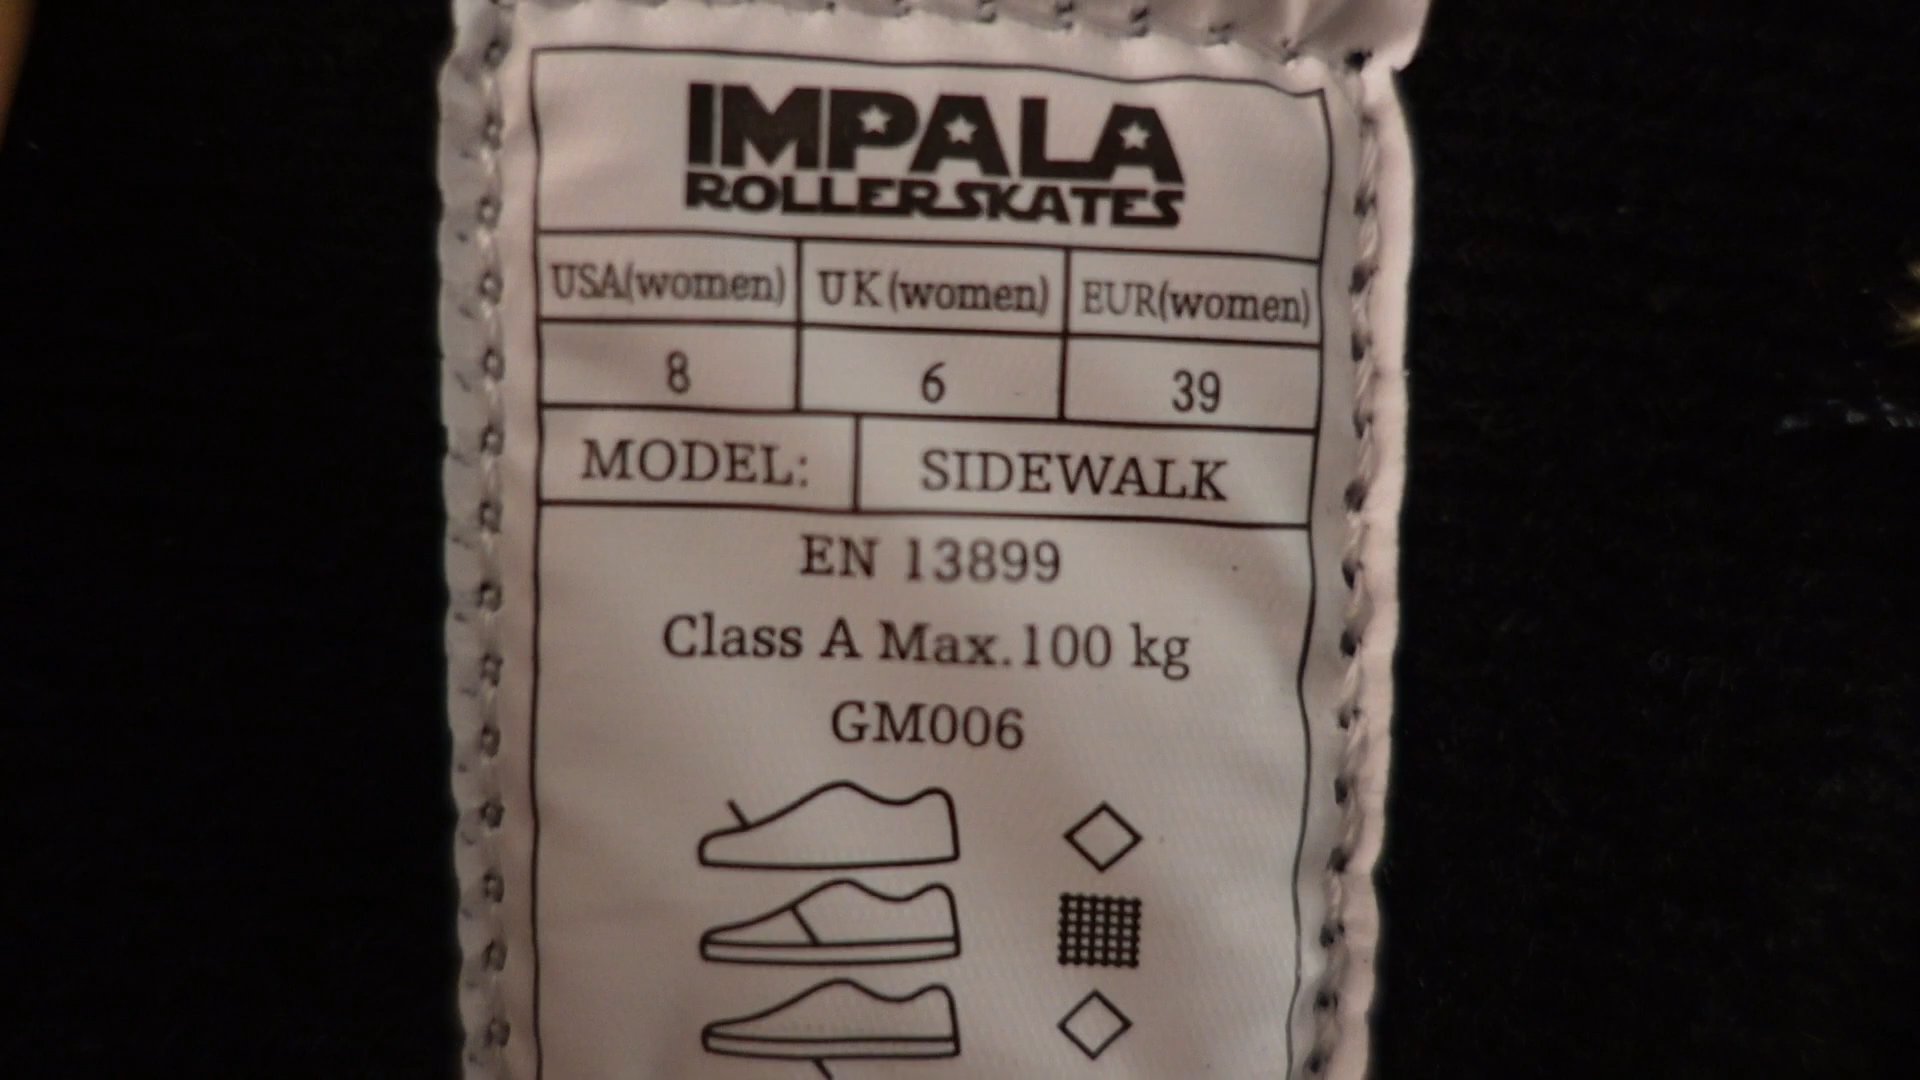 IMPALA
ROLLERSKATES
USA(women) UK(women) EUR(women)
8 6 39
MODEL: SIDEWALK
EN 13899
Class A Max.100 kg
GM006